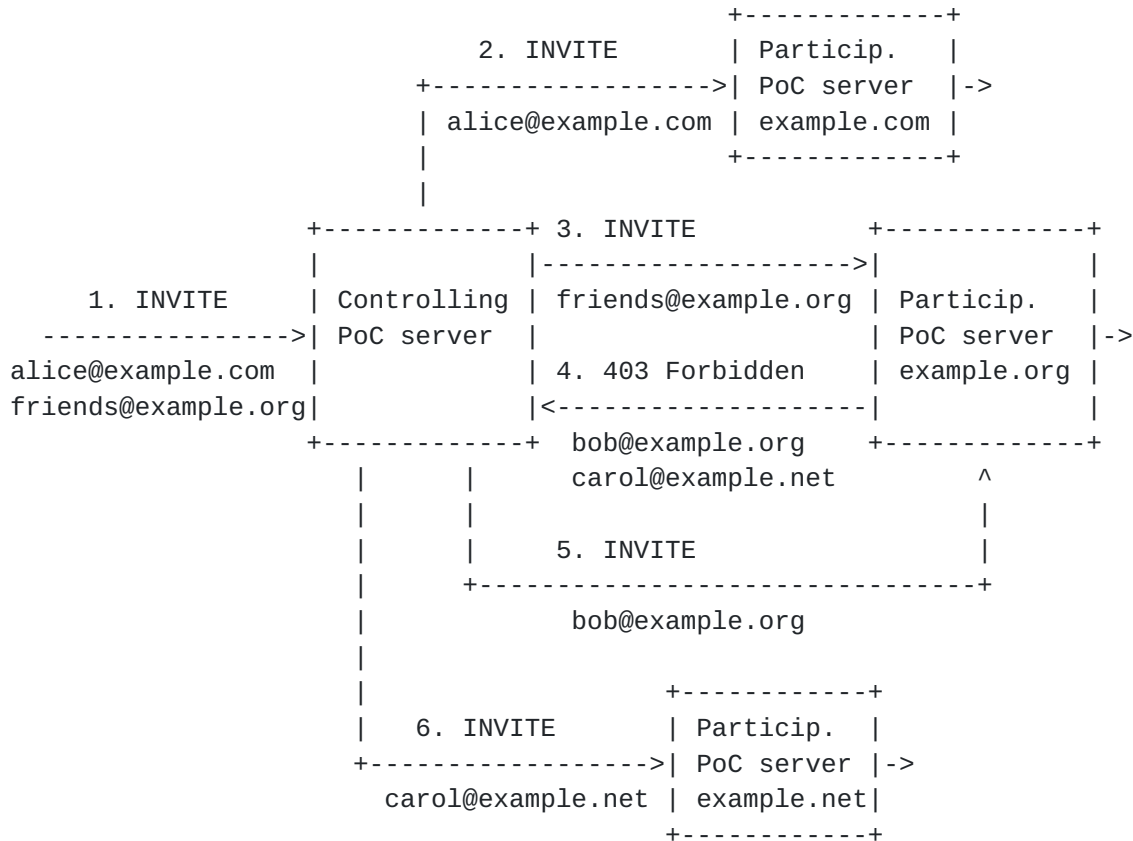 2. INVITE
Particip.
PoC server
example.com
alice@example.com
3. INVITE
1. INVITE
Controlling
PoC server
friends@example.org
Particip.
PoC server
example.org
alice@example.com
friends@example.org
4. 403 Forbidden
bob@example.org
carol@example.net
5. INVITE
bob@example.org
6. INVITE
Particip.
PoC server
example.net
carol@example.net